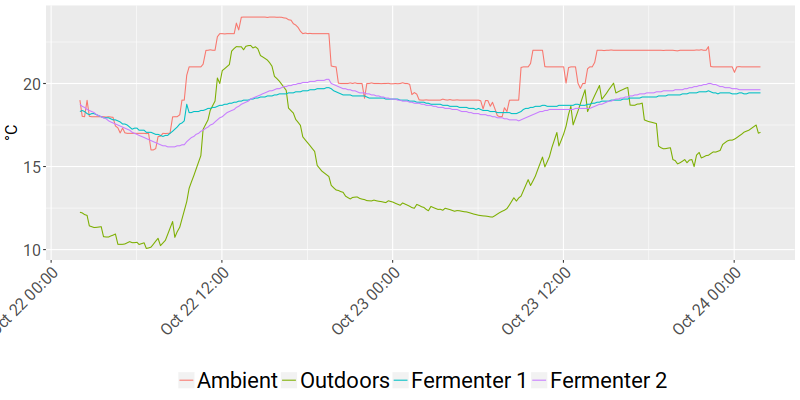 °C
20
15
10
Oct 22 00:00
Oct 22 12:00
Oct 23 00:00
Oct 23 12:00
Oct 24 00:00
Ambient Outdoors Fermenter 1 Fermenter 2